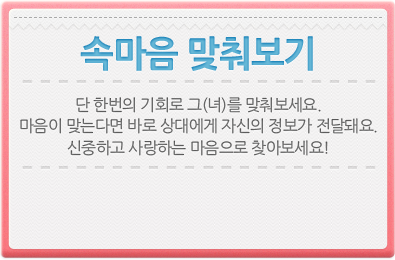 속마음 맞춰보기
단 한번의 기회로 그(녀)를 맞춰보세요.
마음이 맞는다면 바로 상대에게 자신의 정보가 전달돼요.
신중하고 사랑하는 마음으로 찾아보세요!